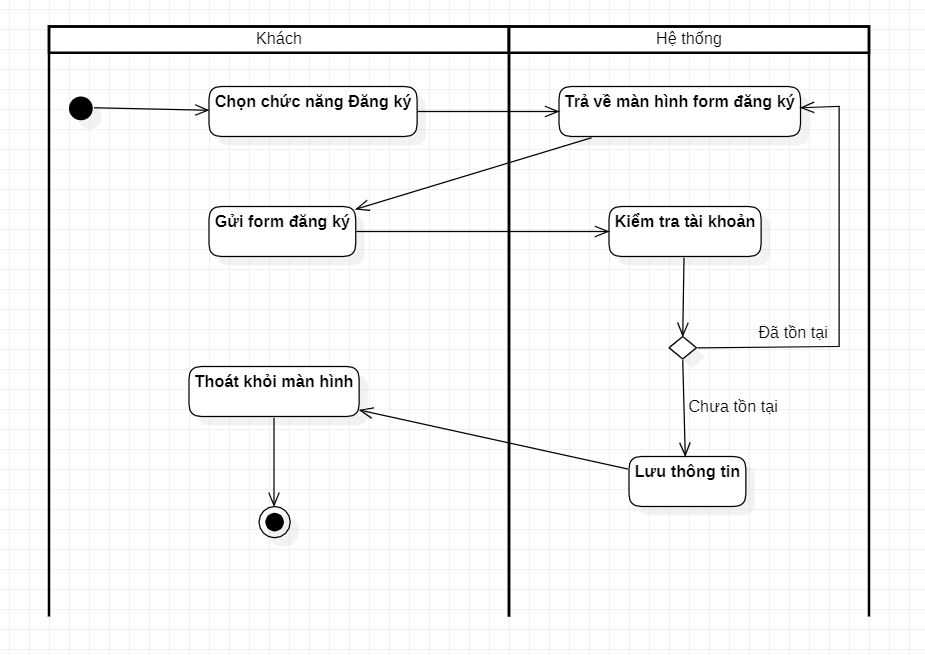 Khách
Hệ thống
Chọn chức năng Đăng ký
Trả về màn hình form đăng ký
Gửi form đăng ký
Kiểm tra tài khoản
Đã tồn tại
Thoát khỏi màn hình
Chưa tồn tại
Lưu thông tin